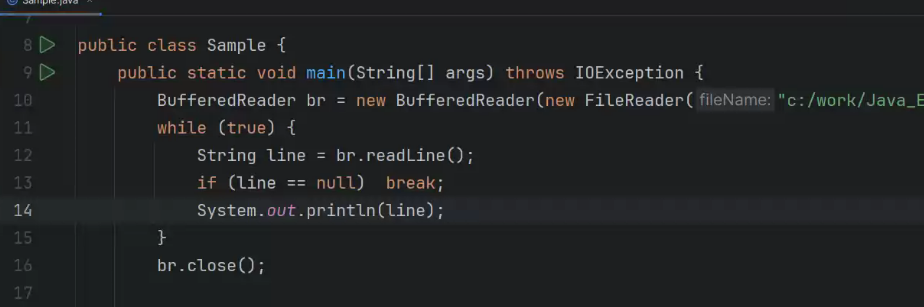 Sample.java
7
8 public class Sample {
9 public static void main(String[] args) throws IOException {
10 BufferedReader br = new BufferedReader(new FileReader( fileName: "c:/work/Java_E
11 while (true) {
12 String line = br.readLine();
13 if (line == null)  break;
14 System.out.println(line);
15 }
16 br.close();
17